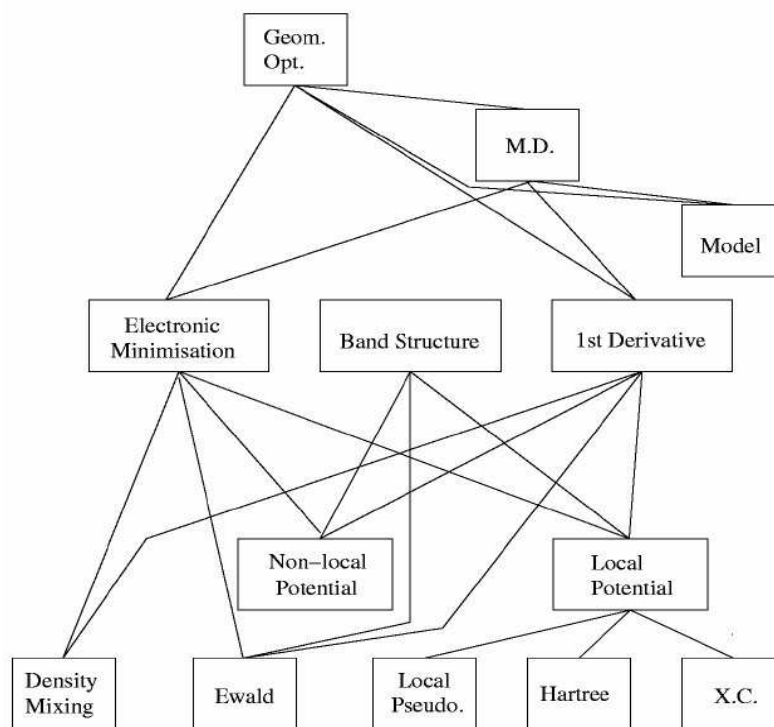 Geom.
Opt.
M.D.
Model
Electronic
Minimisation
Band Structure
1st Derivative
Non-local
Potential
Local
Potential
Density
Mixing
Ewald
Local
Pseudo.
Hartree
X.C.